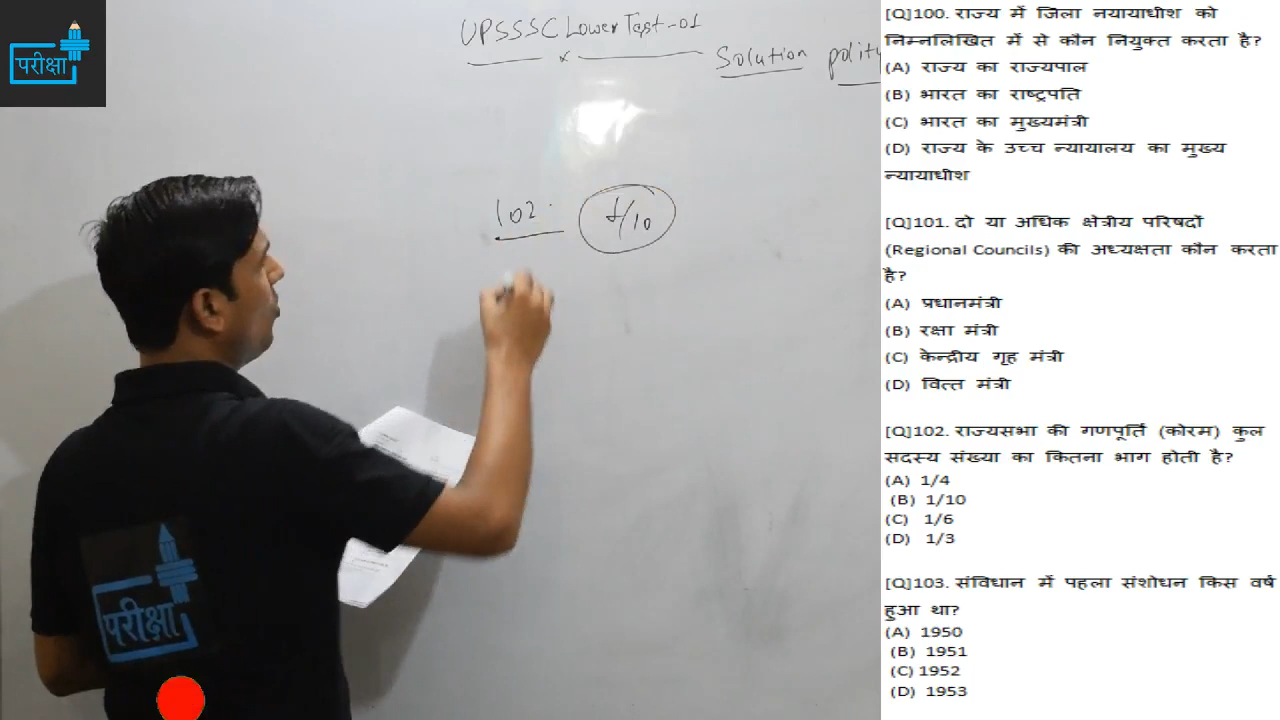 परीक्षा
UPSSSC Lower Test-01
Solution polity
102.
1/10
परीक्षा
[Q]100. राज्य में जिला नयायाधीश को
निम्नलिखित में से कौन नियुक्त करता है?
(A) राज्य का राज्यपाल
(B) भारत का राष्ट्रपति
(C) भारत का मुख्यमंत्री
(D) राज्य के उच्च न्यायालय का मुख्य
न्यायाधीश
[Q]101. दो या अधिक क्षेत्रीय परिषदों
(Regional Councils) की अध्यक्षता कौन करता
है?
(A) प्रधानमंत्री
(B) रक्षा मंत्री
(C) केन्द्रीय गृह मंत्री
(D) वित्त मंत्री
[Q]102. राज्यसभा की गणपूर्ति (कोरम) कुल
सदस्य संख्या का कितना भाग होती है?
(A) 1/4
(B) 1/10
(C) 1/6
(D) 1/3
[Q]103. संविधान में पहला संशोधन किस वर्ष
हुआ था?
(A) 1950
(B) 1951
(C) 1952
(D) 1953